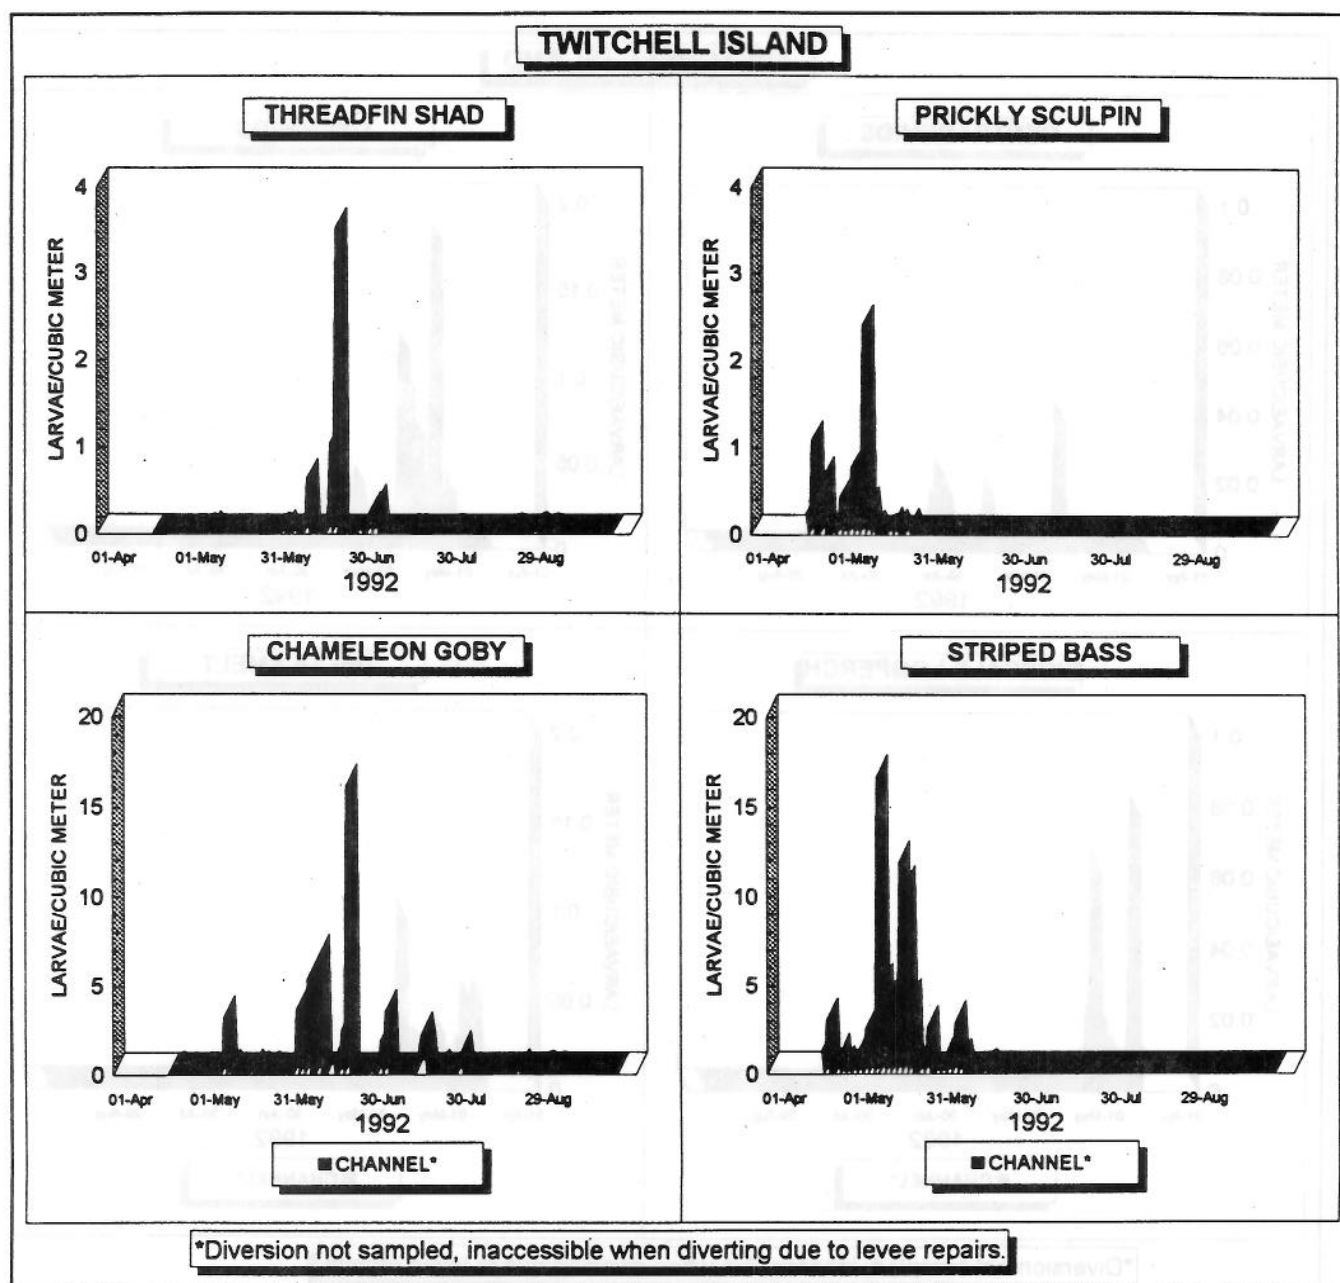 TWITCHELL ISLAND
THREADFIN SHAD
LARVAE/CUBIC METER
4
3
2
1
0
01-Apr 01-May 31-May 30-Jun 30-Jul 29-Aug
1992
PRICKLY SCULPIN
LARVAE/CUBIC METER
4
3
2
1
0
01-Apr 01-May 31-May 30-Jun 30-Jul 29-Aug
1992
CHAMELEON GOBY
LARVAE/CUBIC METER
20
15
10
5
0
01-Apr 01-May 31-May 30-Jun 30-Jul 29-Aug
1992
CHANNEL*
STRIPED BASS
LARVAE/CUBIC METER
20
15
10
5
0
01-Apr 01-May 31-May 30-Jun 30-Jul 29-Aug
1992
CHANNEL*
*Diversion not sampled, inaccessible when diverting due to levee repairs.